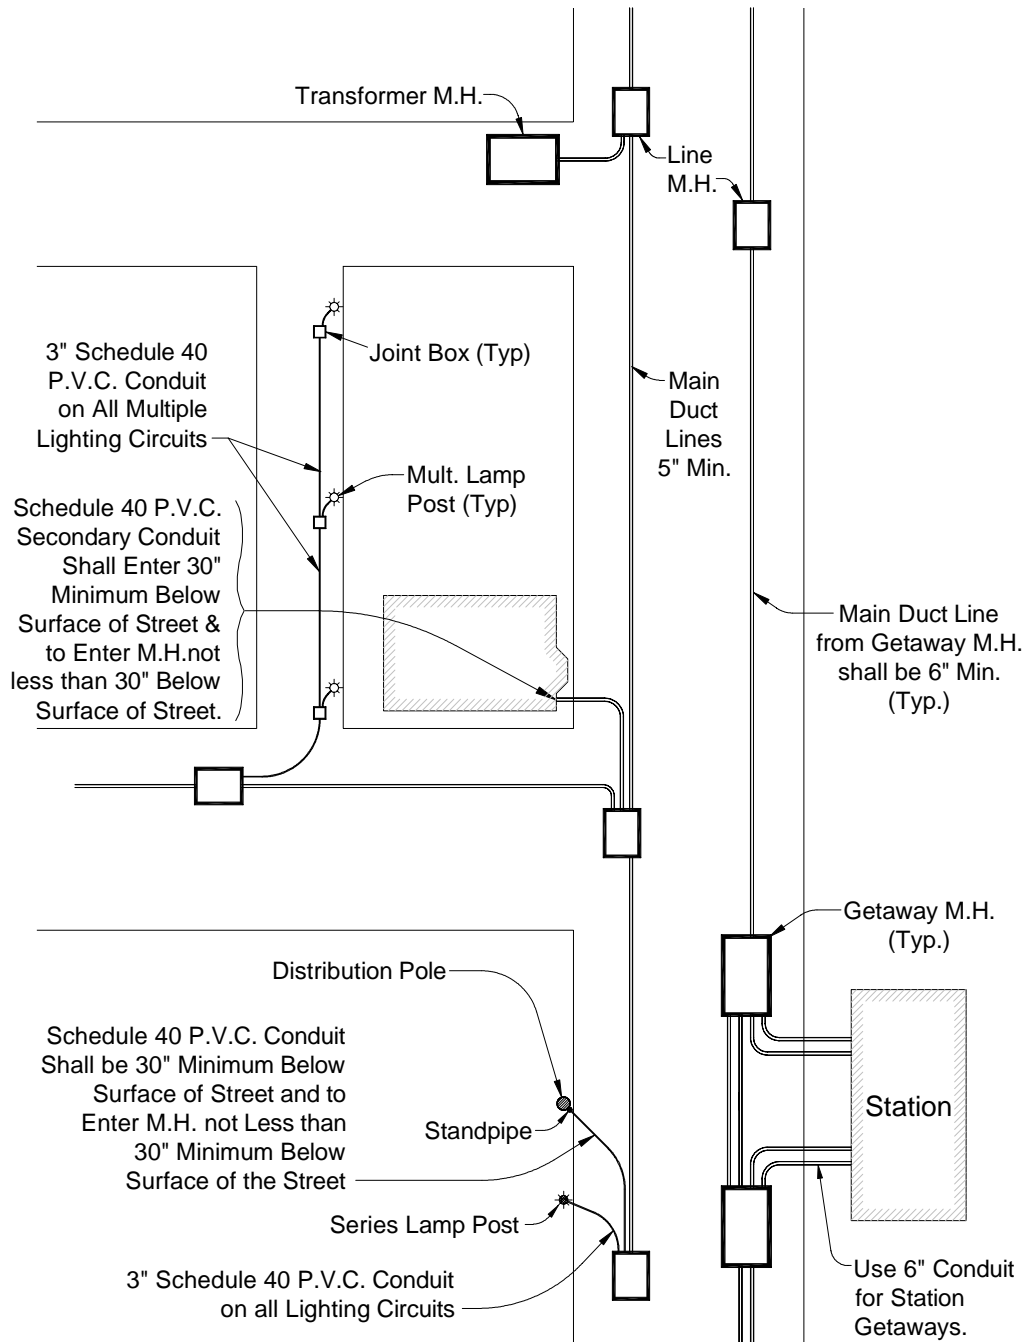 Transformer M.H.
Line
M.H.
3" Schedule 40
P.V.C. Conduit
on All Multiple
Lighting Circuits
Joint Box (Typ)
Main
Duct
Lines
5" Min.
Mult. Lamp
Post (Typ)
Schedule 40 P.V.C.
Secondary Conduit
Shall Enter 30"
Minimum Below
Surface of Street &
to Enter M.H.not
less than 30" Below
Surface of Street.
Main Duct Line
from Getaway M.H.
shall be 6" Min.
(Typ.)
Getaway M.H.
(Typ.)
Distribution Pole
Schedule 40 P.V.C. Conduit
Shall be 30" Minimum Below
Surface of Street and to
Enter M.H. not Less than
30" Minimum Below
Surface of the Street
Standpipe
Station
Series Lamp Post
3" Schedule 40 P.V.C. Conduit
on all Lighting Circuits
Use 6" Conduit
for Station
Getaways.